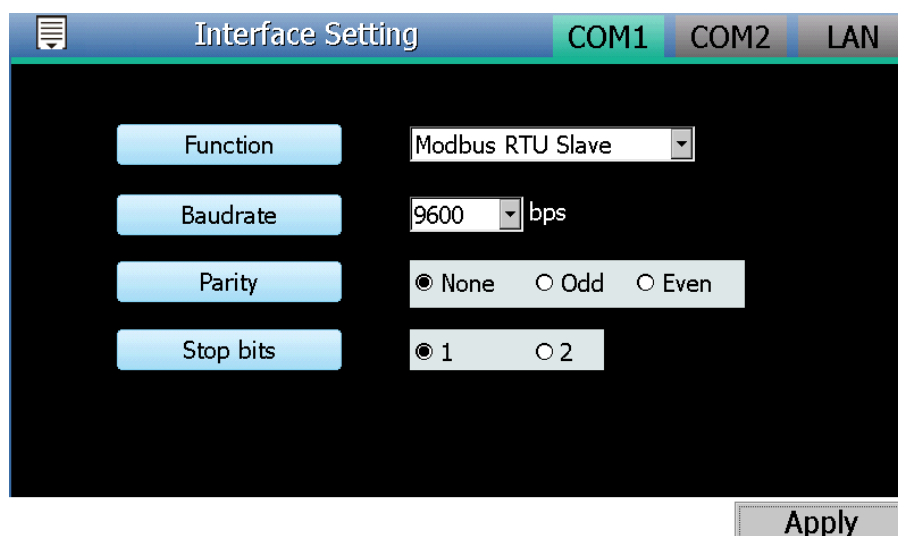 Interface Setting COM1 COM2 LAN
Function Modbus RTU Slave
Baudrate 9600 bps
Parity None Odd Even
Stop bits 1 2
Apply